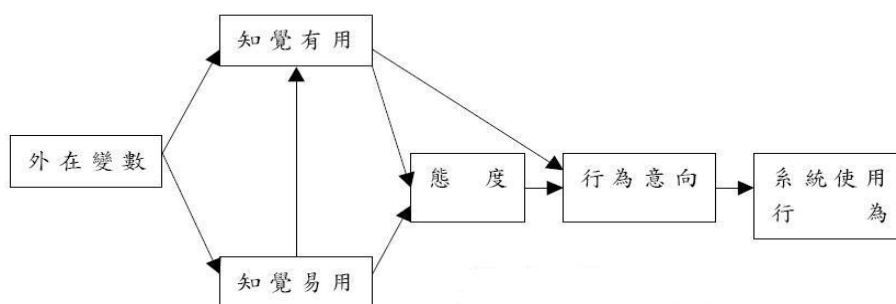 知覺有用
外在變數
態度
行為意向
系統使用
行為
知覺易用